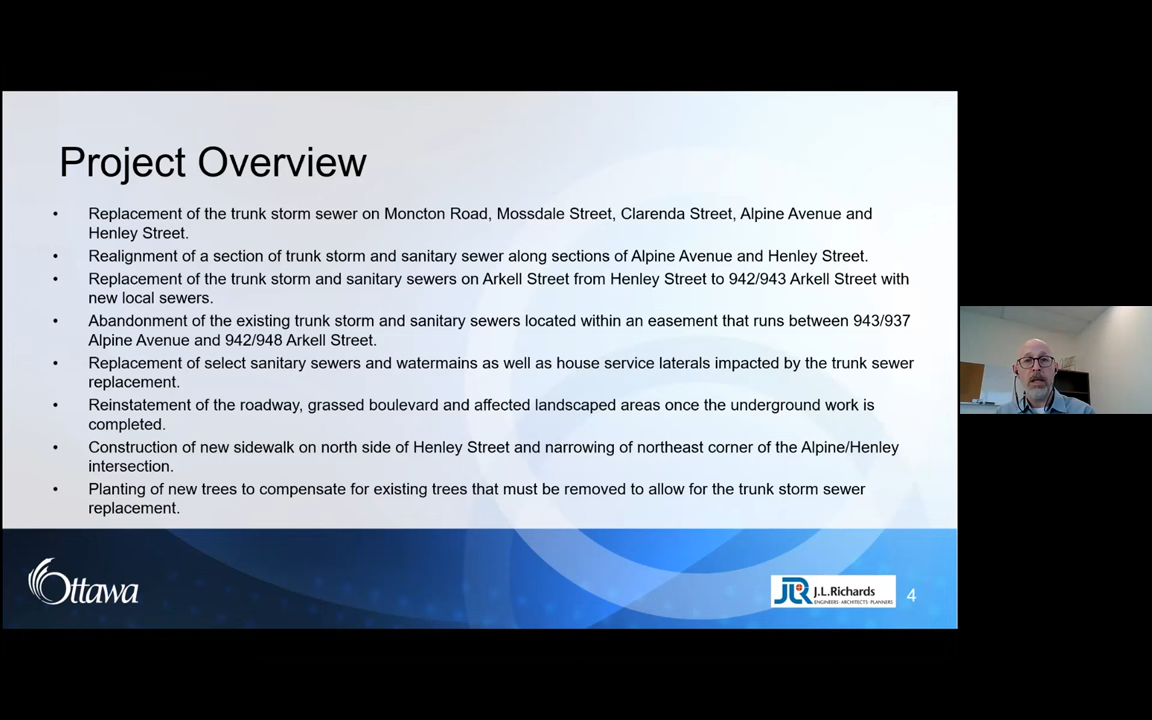 Project Overview
• Replacement of the trunk storm sewer on Moncton Road, Mossdale Street, Clarenda Street, Alpine Avenue and
Henley Street.
• Realignment of a section of trunk storm and sanitary sewer along sections of Alpine Avenue and Henley Street.
• Replacement of the trunk storm and sanitary sewers on Arkell Street from Henley Street to 942/943 Arkell Street with
new local sewers.
• Abandonment of the existing trunk storm and sanitary sewers located within an easement that runs between 943/937
Alpine Avenue and 942/948 Arkell Street.
• Replacement of select sanitary sewers and watermains as well as house service laterals impacted by the trunk sewer
replacement.
• Reinstatement of the roadway, grassed boulevard and affected landscaped areas once the underground work is
completed.
• Construction of new sidewalk on north side of Henley Street and narrowing of northeast corner of the Alpine/Henley
intersection.
• Planting of new trees to compensate for existing trees that must be removed to allow for the trunk storm sewer
replacement.
Ottawa
JLR J.L.Richards
ENGINEERS · ARCHITECTS · PLANNERS
4